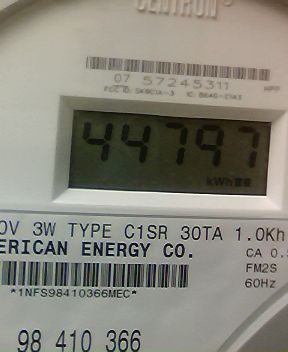 CENTRON®
07 57245311
44797
kWh
0V 3W TYPE C1SR 30TA 1.0Kh
ERICAN ENERGY CO.
CA 0.
FM2S
*1NFS98410366MEC*
60Hz
98 410 366